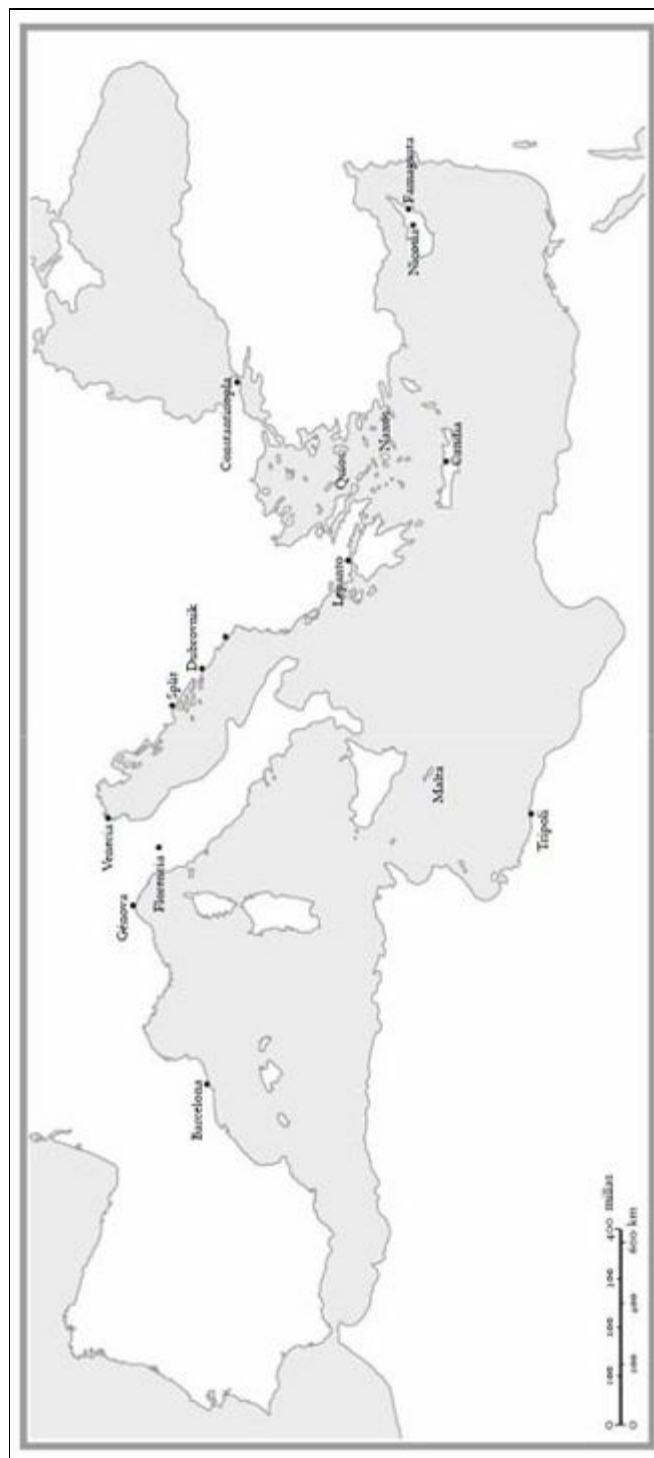 Venecia
Génova
Florencia
Split
Dubrovnik
Barcelona
Constantinopla
Quíos
Naxos
Lepanto
Candía
Nicosia
Famagusta
Malta
Trípoli
400 millas
600 km
0
0